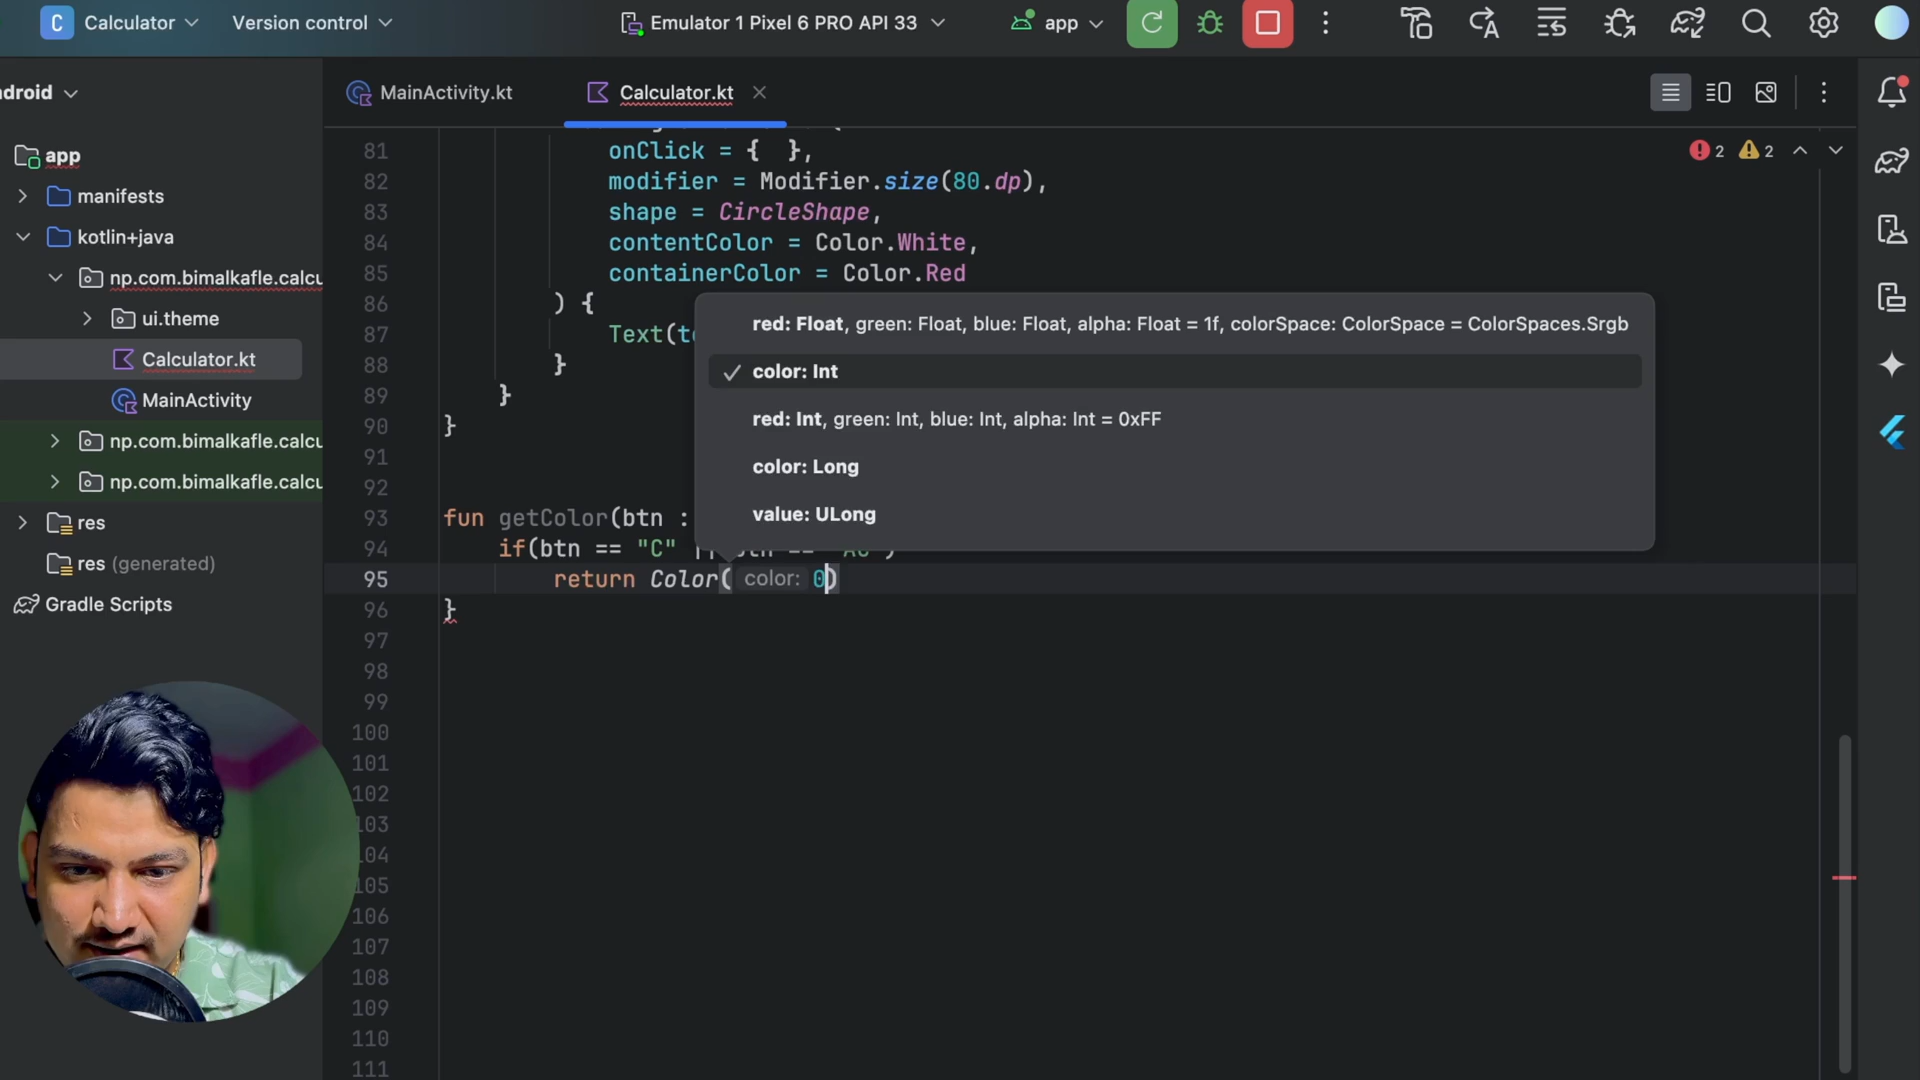 C Calculator Version control Emulator 1 Pixel 6 PRO API 33 app
ndroid MainActivity.kt Calculator.kt
app
manifests
kotlin+java
np.com.bimalkafle.calcu
ui.theme
Calculator.kt
MainActivity
np.com.bimalkafle.calcu
np.com.bimalkafle.calcu
res
res (generated)
Gradle Scripts
2 2
81 onClick = { },
82 modifier = Modifier.size(80.dp),
83 shape = CircleShape,
84 contentColor = Color.White,
85 containerColor = Color.Red
86 ) {
87 Text(te
88 }
89 }
90 }
91
92
93 fun getColor(btn :
94 if(btn == "C" ||
95 return Color( color: 0)
96 }
97
98
99
100
101
102
103
104
105
106
107
108
109
110
111
red: Float, green: Float, blue: Float, alpha: Float = 1f, colorSpace: ColorSpace = ColorSpaces.Srgb
color: Int
red: Int, green: Int, blue: Int, alpha: Int = 0xFF
color: Long
value: ULong